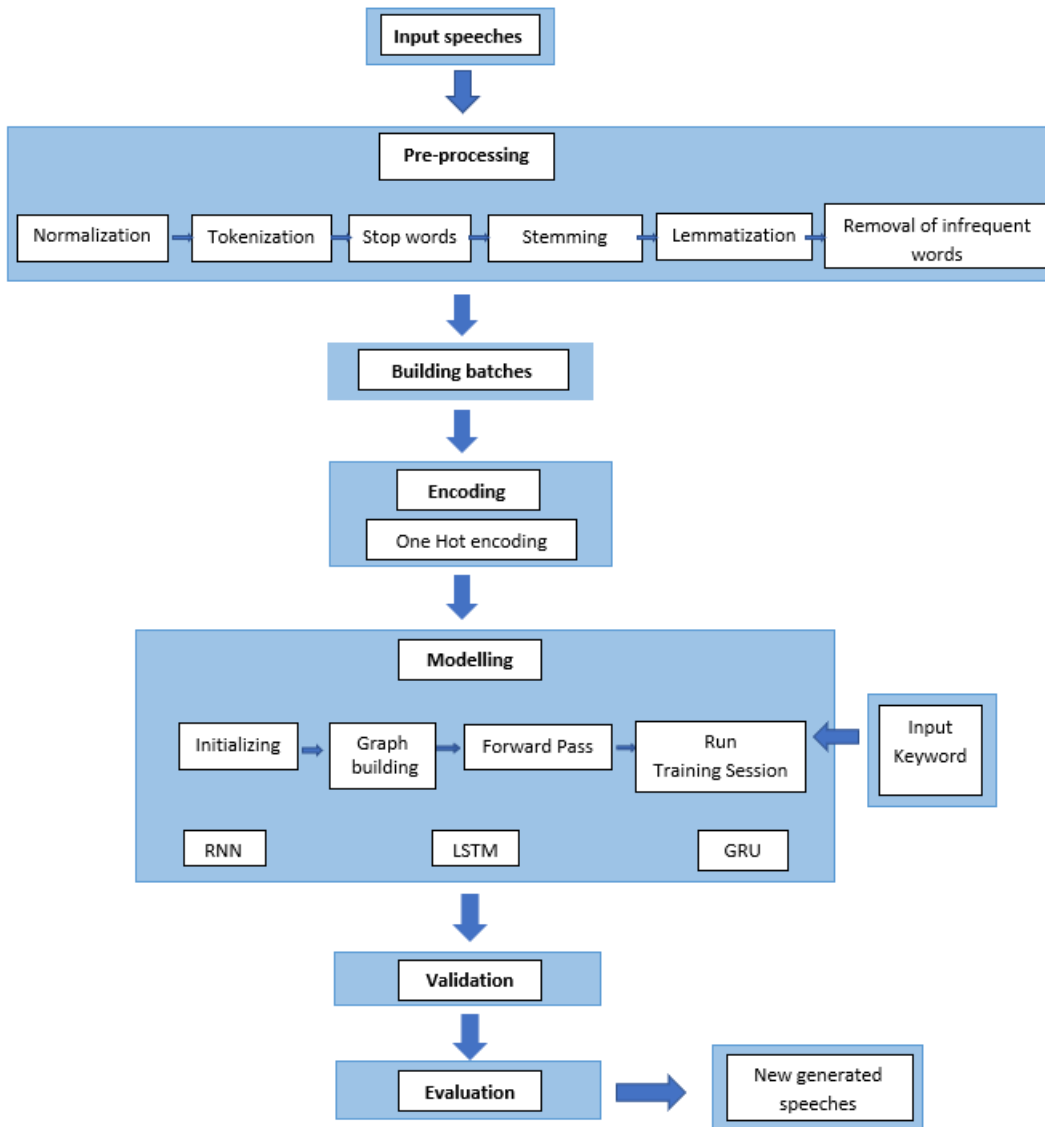 Input speeches
Pre-processing
Normalization
Tokenization
Stop words
Stemming
Lemmatization
Removal of infrequent
words
Building batches
Encoding
One Hot encoding
Modelling
Initializing
Graph
building
Forward Pass
Run
Training Session
Input
Keyword
RNN
LSTM
GRU
Validation
Evaluation
New generated
speeches